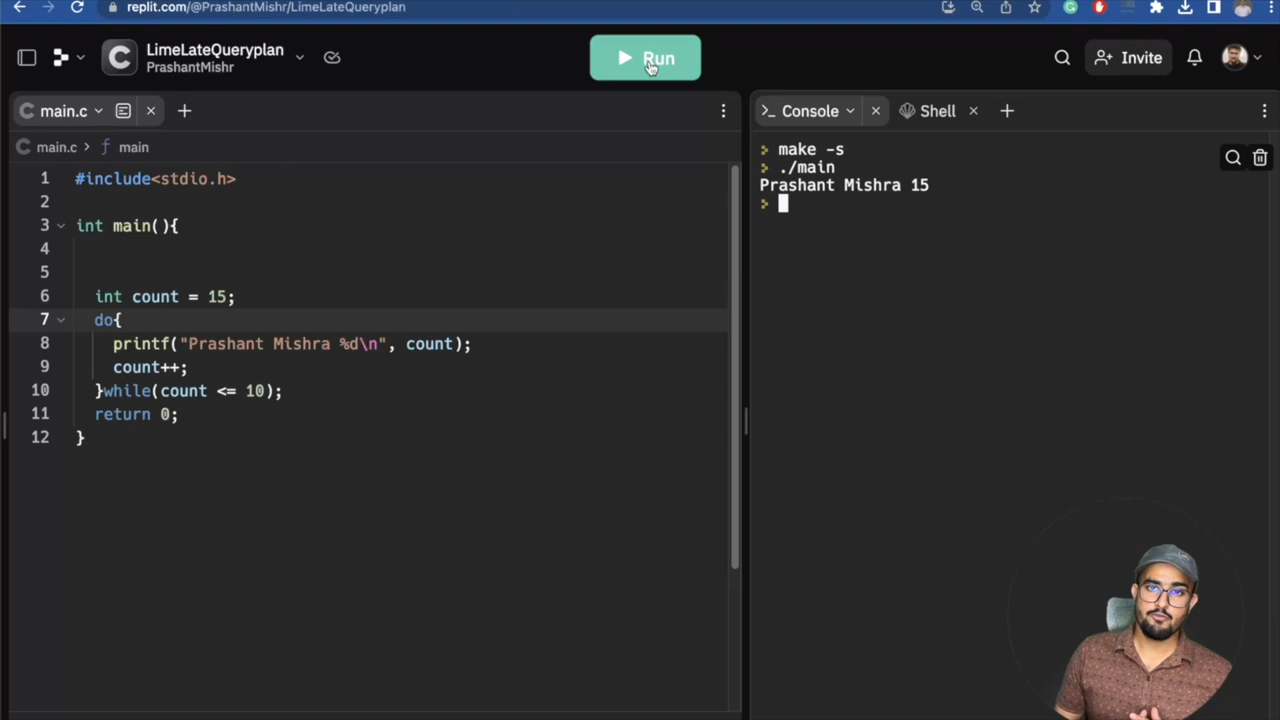 replit.com/@PrashantMishr/LimeLateQueryplan
LimeLateQueryplan
PrashantMishr
Run
Invite
main.c
Console
Shell
main.c > f main
1 #include<stdio.h>
2
3 int main(){
4
5
6 int count = 15;
7 do{
8 printf("Prashant Mishra %d\n", count);
9 count++;
10 }while(count <= 10);
11 return 0;
12 }
> make -s
> ./main
Prashant Mishra 15
>